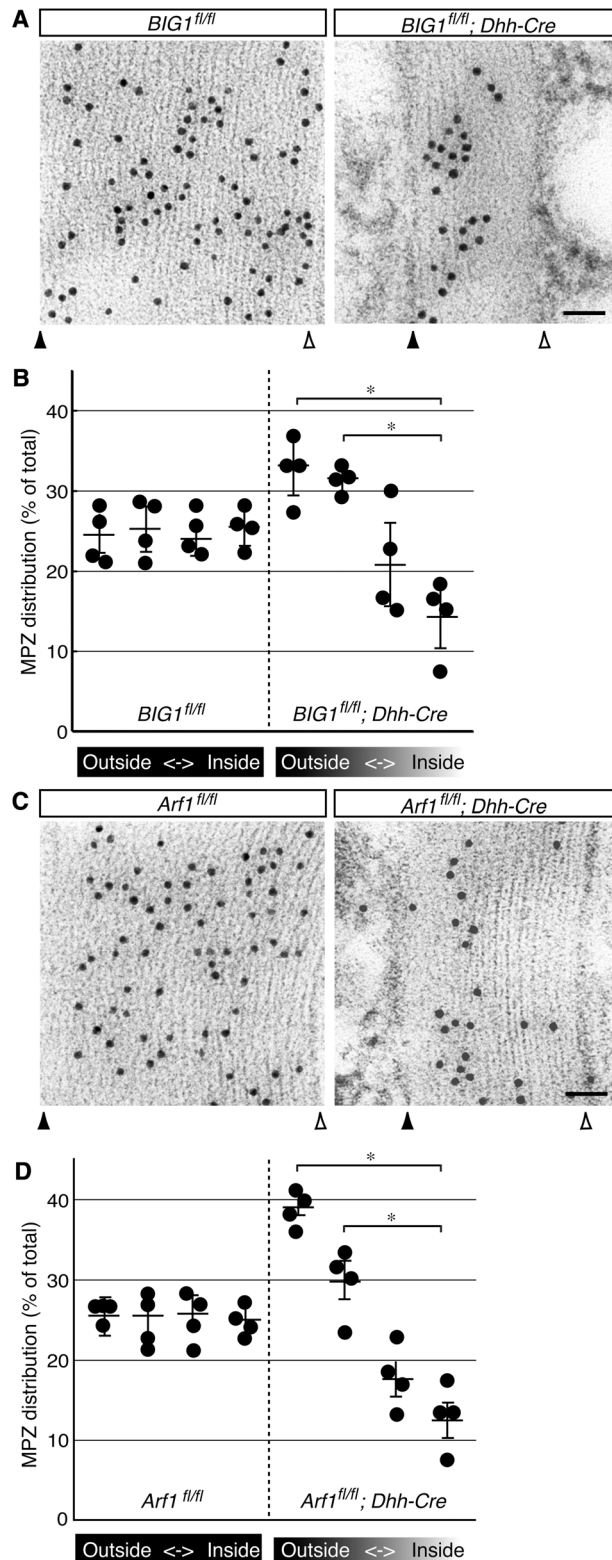 A
BIG1fl/fl
BIG1fl/fl; Dhh-Cre
B
MPZ distribution (% of total)
40
30
20
10
0
*
*
BIG1fl/fl
BIG1fl/fl; Dhh-Cre
Outside <-> Inside
Outside <-> Inside
C
Arf1fl/fl
Arf1fl/fl; Dhh-Cre
D
MPZ distribution (% of total)
40
30
20
10
0
*
*
Arf1fl/fl
Arf1fl/fl; Dhh-Cre
Outside <-> Inside
Outside <-> Inside